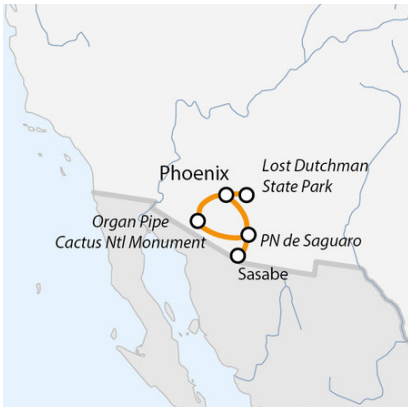 Phoenix
Lost Dutchman
State Park
Organ Pipe
Cactus Ntl Monument
PN de Saguaro
Sasabe